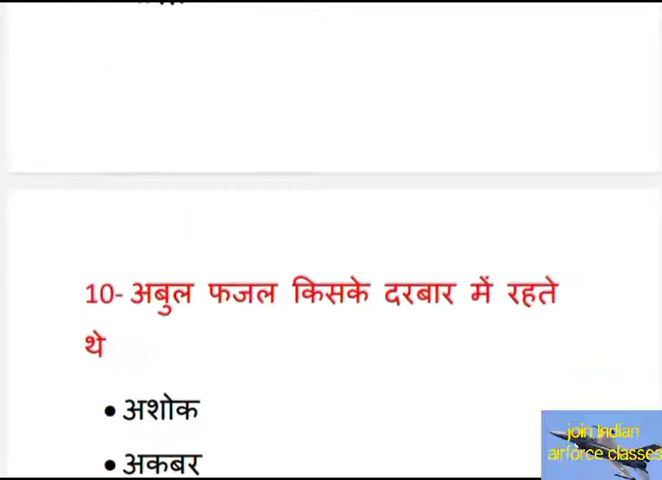 10- अबुल फजल किसके दरबार में रहते
थे
• अशोक
• अकबर
join Indian
airforce classes